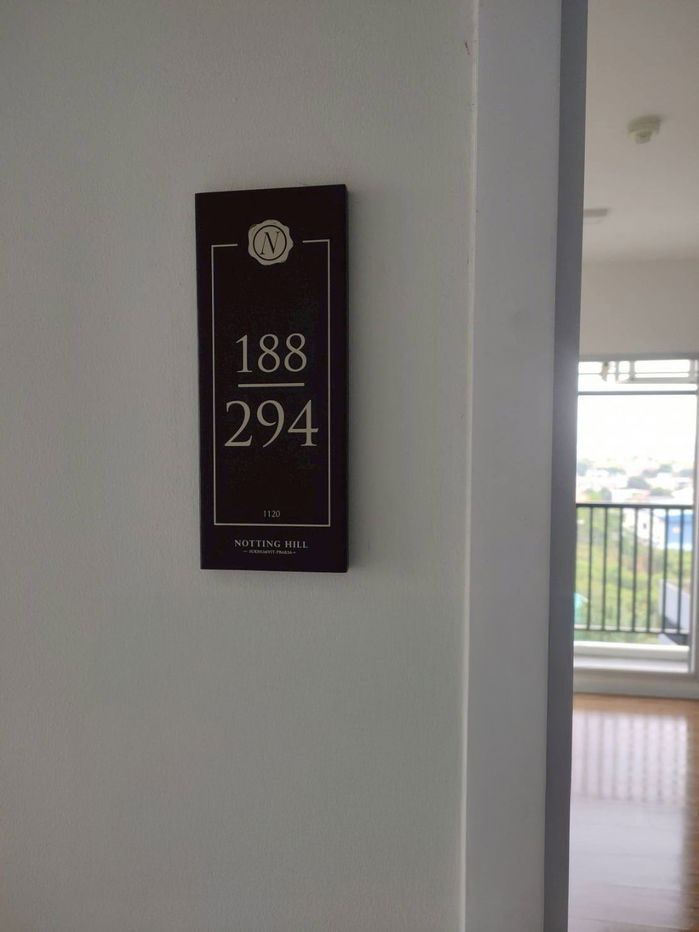 N
188
294
1120
NOTTING HILL
SUKHUMVIT-PRAKSA